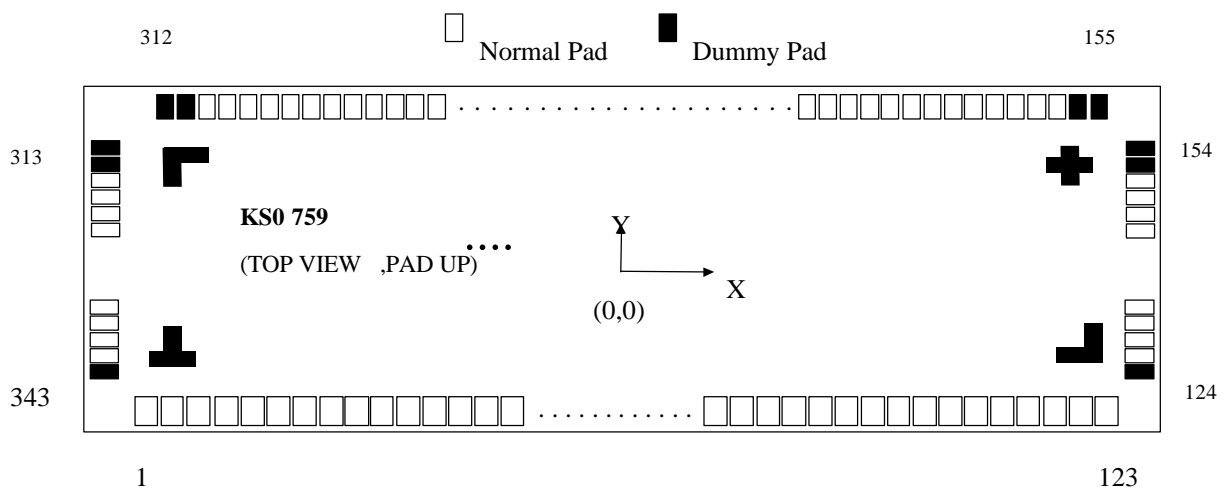 312 Normal Pad Dummy Pad 155
313 154
KS0 759
(TOP VIEW ,PAD UP)
Y
X
(0,0)
343 124
1 123